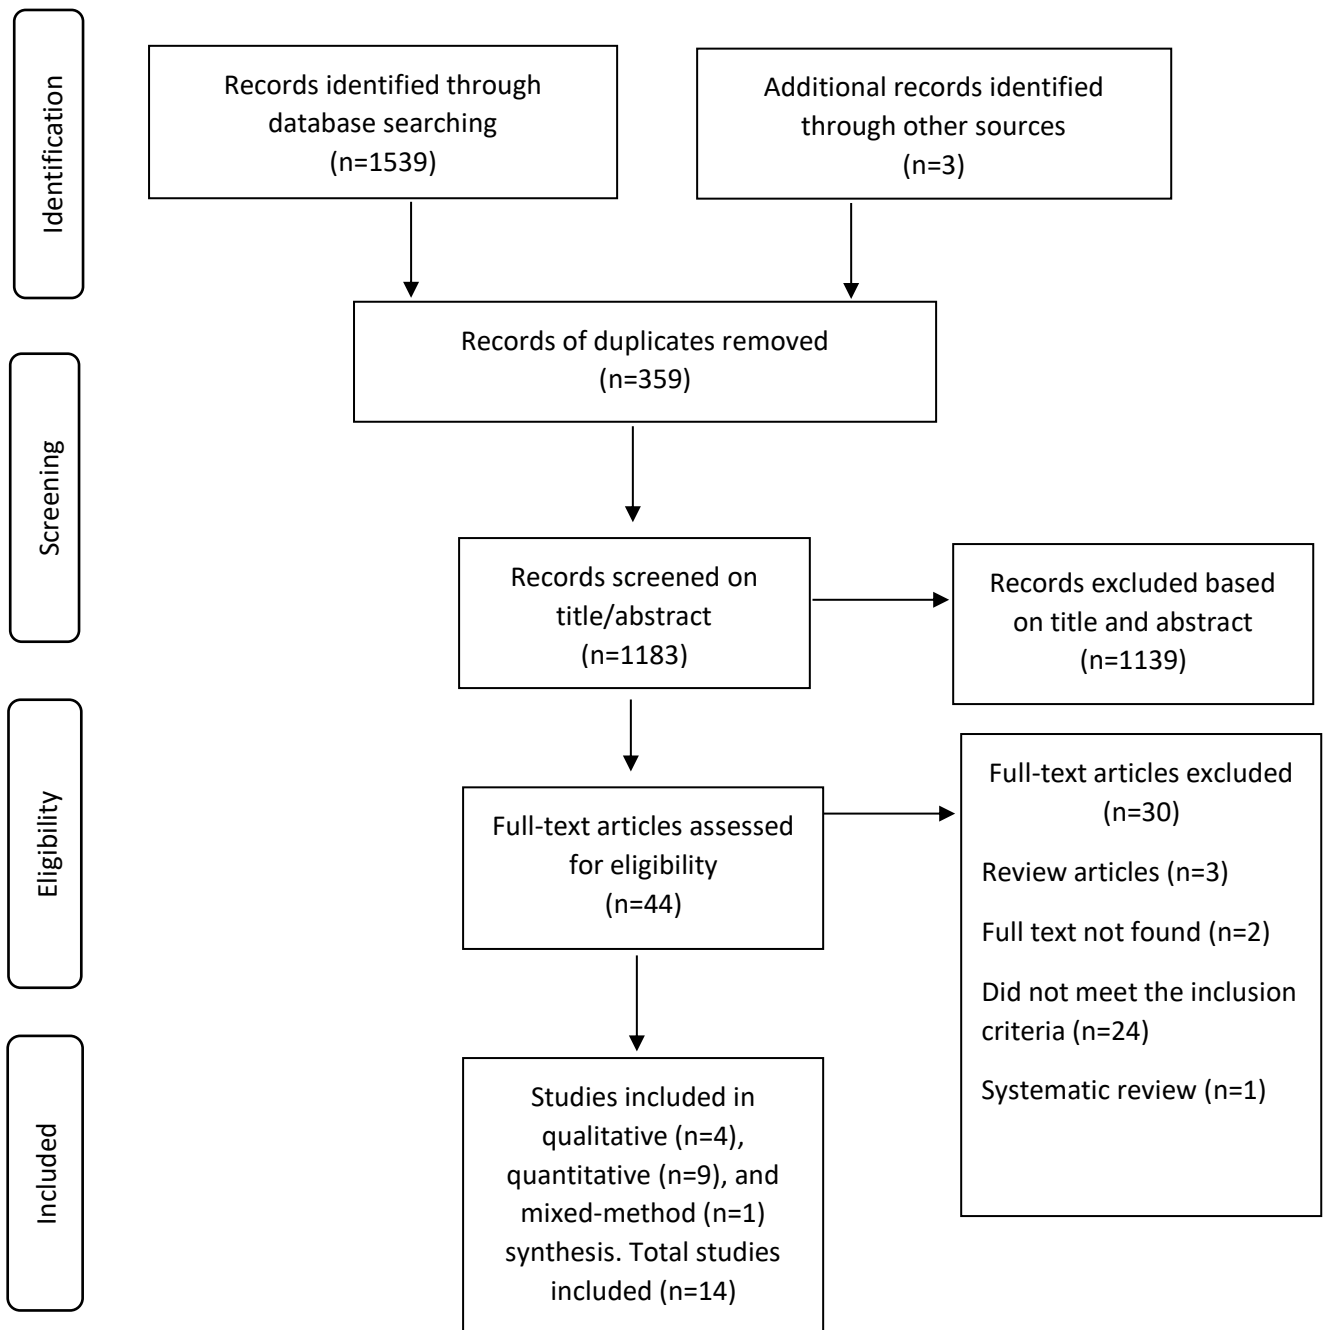 Identification
Records identified through
database searching
(n=1539)
Additional records identified
through other sources
(n=3)
Records of duplicates removed
(n=359)
Screening
Records screened on
title/abstract
(n=1183)
Records excluded based
on title and abstract
(n=1139)
Eligibility
Full-text articles assessed
for eligibility
(n=44)
Full-text articles excluded
(n=30)
Review articles (n=3)
Full text not found (n=2)
Did not meet the inclusion
criteria (n=24)
Systematic review (n=1)
Included
Studies included in
qualitative (n=4),
quantitative (n=9), and
mixed-method (n=1)
synthesis. Total studies
included (n=14)